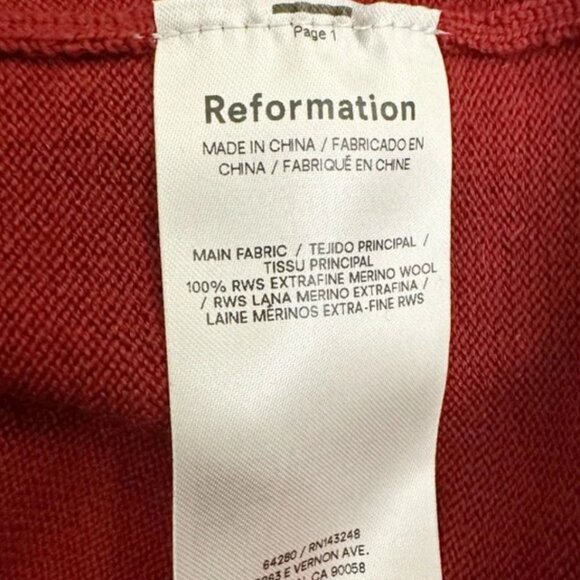 Page 1
Reformation
MADE IN CHINA / FABRICADO EN
CHINA / FABRIQUÉ EN CHINE
MAIN FABRIC / TEJIDO PRINCIPAL /
TISSU PRINCIPAL
100% RWS EXTRAFINE MERINO WOOL
/ RWS LANA MERINO EXTRAFINA /
LAINE MÉRINOS EXTRA-FINE RWS
64280 / RN143248
E VERNON AVE.
CA 90058